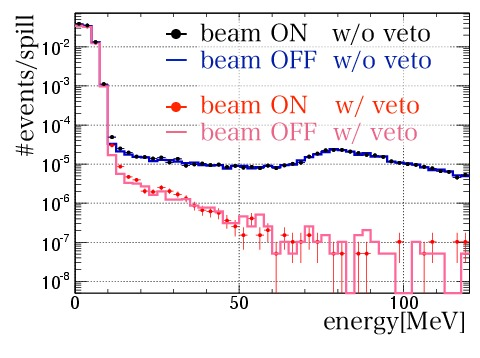 beam ON w/o veto
beam OFF w/o veto
beam ON w/ veto
beam OFF w/ veto
#events/spill
10-2
10-3
10-4
10-5
10-6
10-7
10-8
0 50 100
energy[MeV]